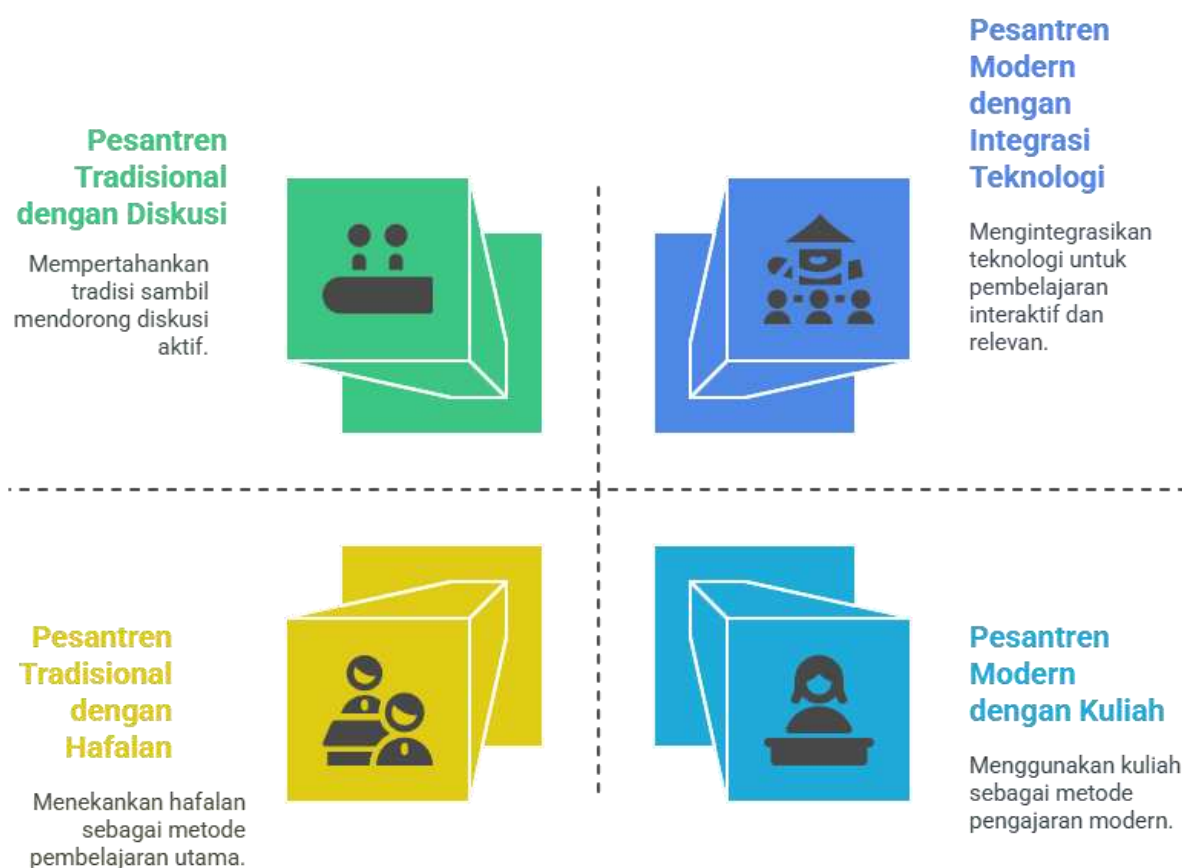 Pesantren
Tradisional
dengan Diskusi
Mempertahankan
tradisi sambil
mendorong diskusi
aktif.
Pesantren
Modern
dengan
Integrasi
Teknologi
Mengintegrasikan
teknologi untuk
pembelajaran
interaktif dan
relevan.
Pesantren
Tradisional
dengan
Hafalan
Menekankan hafalan
sebagai metode
pembelajaran utama.
Pesantren
Modern
dengan Kuliah
Menggunakan kuliah
sebagai metode
pengajaran modern.